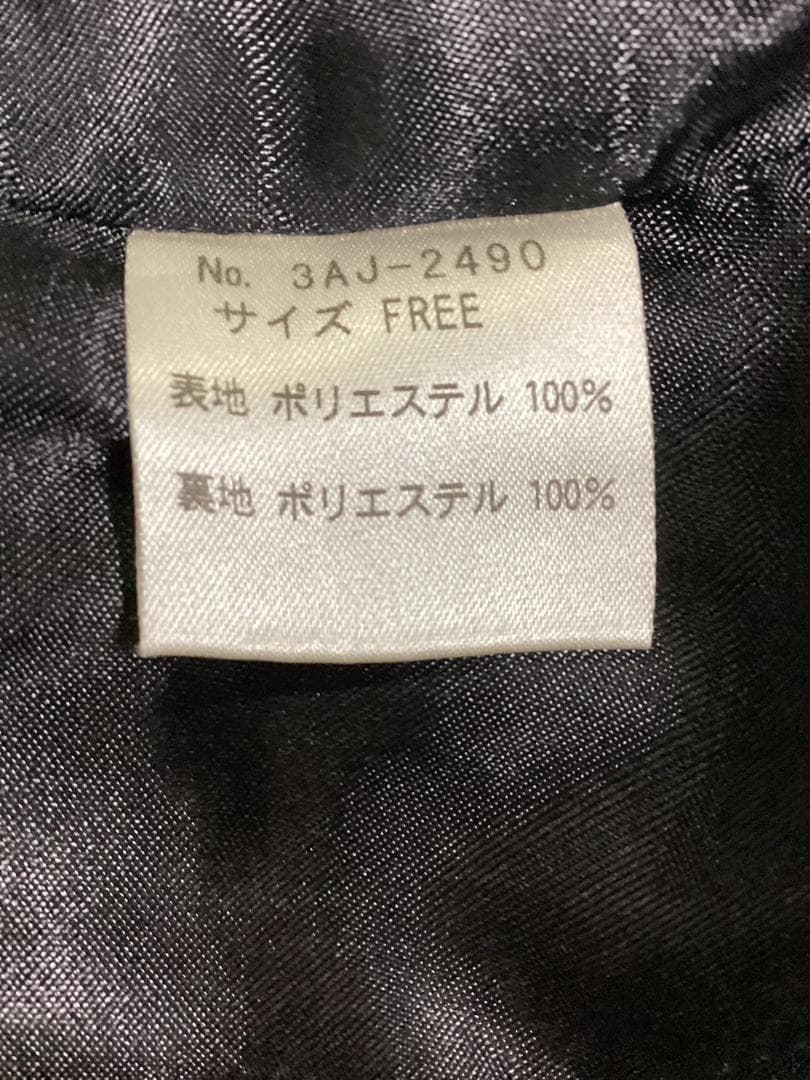 No. 3AJ-2490
サイズ FREE
表地 ポリエステル 100%
裏地 ポリエステル 100%